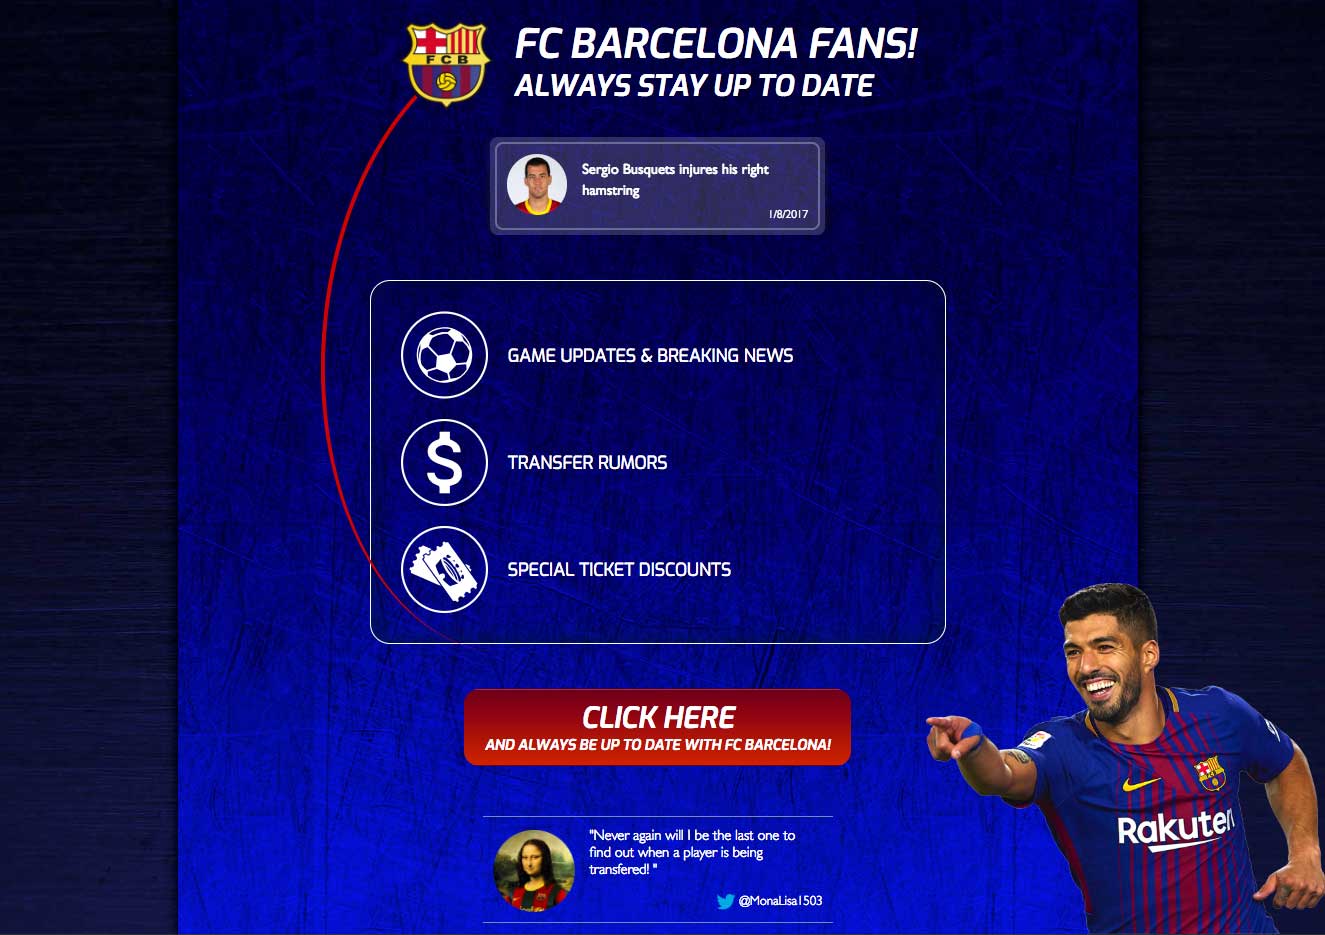 FCB
FC BARCELONA FANS!
ALWAYS STAY UP TO DATE
Sergio Busquets injures his right
hamstring
1/8/2017
GAME UPDATES & BREAKING NEWS
$
TRANSFER RUMORS
SPECIAL TICKET DISCOUNTS
CLICK HERE
AND ALWAYS BE UP TO DATE WITH FC BARCELONA!
Rakuten
"Never again will I be the last one to
find out when a player is being
transfered! "
@MonaLisa1503